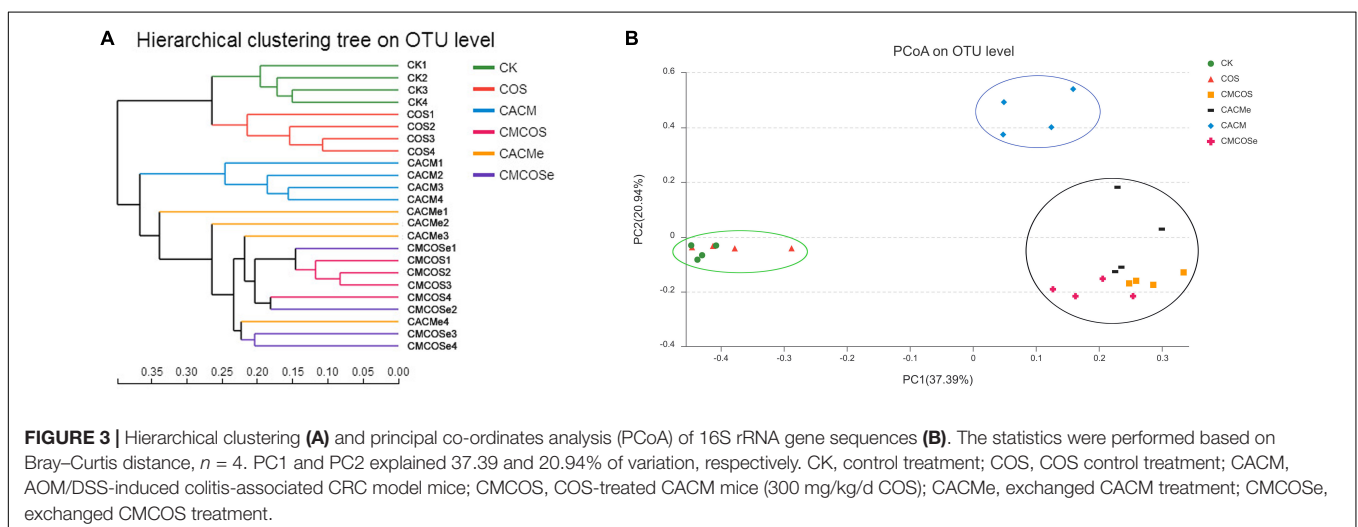 A Hierarchical clustering tree on OTU level
CK1
CK2
CK3
CK4
COS1
COS2
COS3
COS4
CACM1
CACM2
CACM3
CACM4
CACMe1
CACMe2
CACMe3
CMCOSe1
CMCOS1
CMCOS2
CMCOS3
CMCOS4
CMCOSe2
CACMe4
CMCOSe3
CMCOSe4
CK
COS
CACM
CMCOS
CACMe
CMCOSe
0.35 0.30 0.25 0.20 0.15 0.10 0.05 0.00
B
PCoA on OTU level
CK
COS
CMCOS
CACMe
CACM
CMCOSe
PC2(20.94%)
0.6
0.4
0.2
0
-0.2
-0.4
-0.4 -0.3 -0.2 -0.1 0 0.1 0.2 0.3
PC1(37.39%)
FIGURE 3 | Hierarchical clustering (A) and principal co-ordinates analysis (PCoA) of 16S rRNA gene sequences (B). The statistics were performed based on
Bray–Curtis distance, n = 4. PC1 and PC2 explained 37.39 and 20.94% of variation, respectively. CK, control treatment; COS, COS control treatment; CACM,
AOM/DSS-induced colitis-associated CRC model mice; CMCOS, COS-treated CACM mice (300 mg/kg/d COS); CACMe, exchanged CACM treatment; CMCOSe,
exchanged CMCOS treatment.